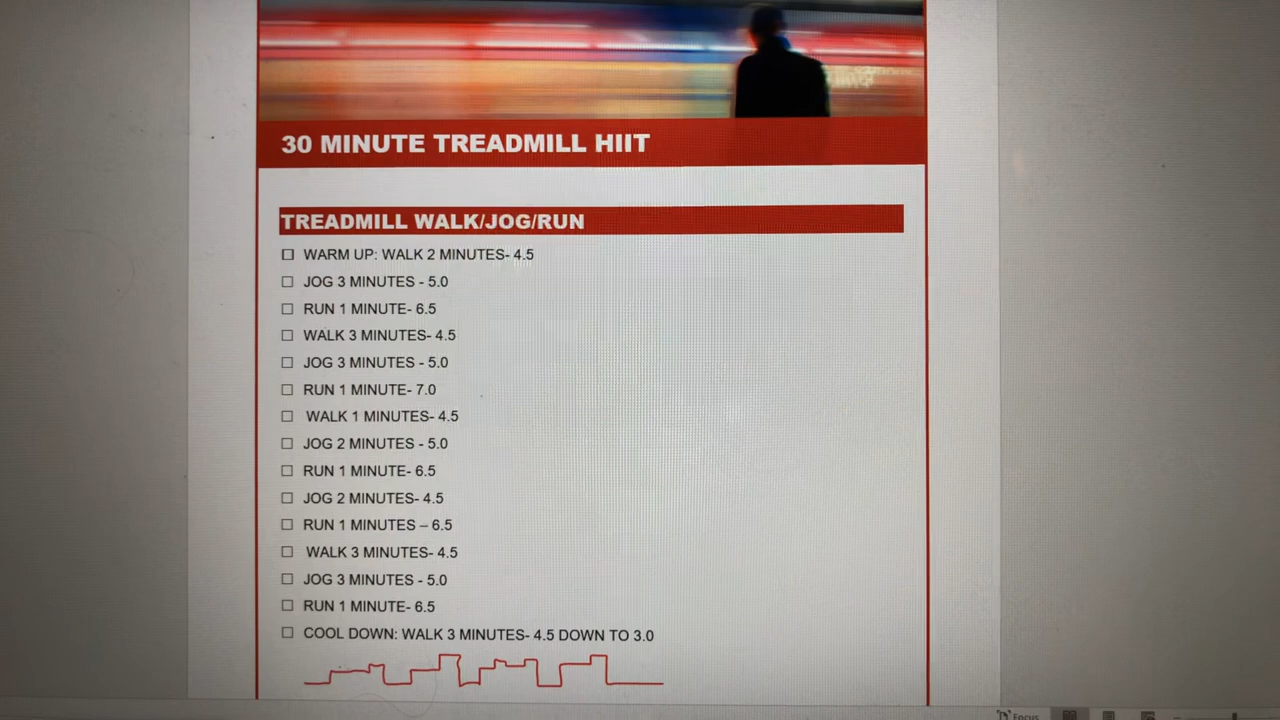 30 MINUTE TREADMILL HIIT
TREADMILL WALK/JOG/RUN
☐ WARM UP: WALK 2 MINUTES- 4.5
☐ JOG 3 MINUTES - 5.0
☐ RUN 1 MINUTE- 6.5
☐ WALK 3 MINUTES- 4.5
☐ JOG 3 MINUTES - 5.0
☐ RUN 1 MINUTE- 7.0
☐ WALK 1 MINUTES- 4.5
☐ JOG 2 MINUTES - 5.0
☐ RUN 1 MINUTE- 6.5
☐ JOG 2 MINUTES- 4.5
☐ RUN 1 MINUTES – 6.5
☐ WALK 3 MINUTES- 4.5
☐ JOG 3 MINUTES - 5.0
☐ RUN 1 MINUTE- 6.5
☐ COOL DOWN: WALK 3 MINUTES- 4.5 DOWN TO 3.0
Focus